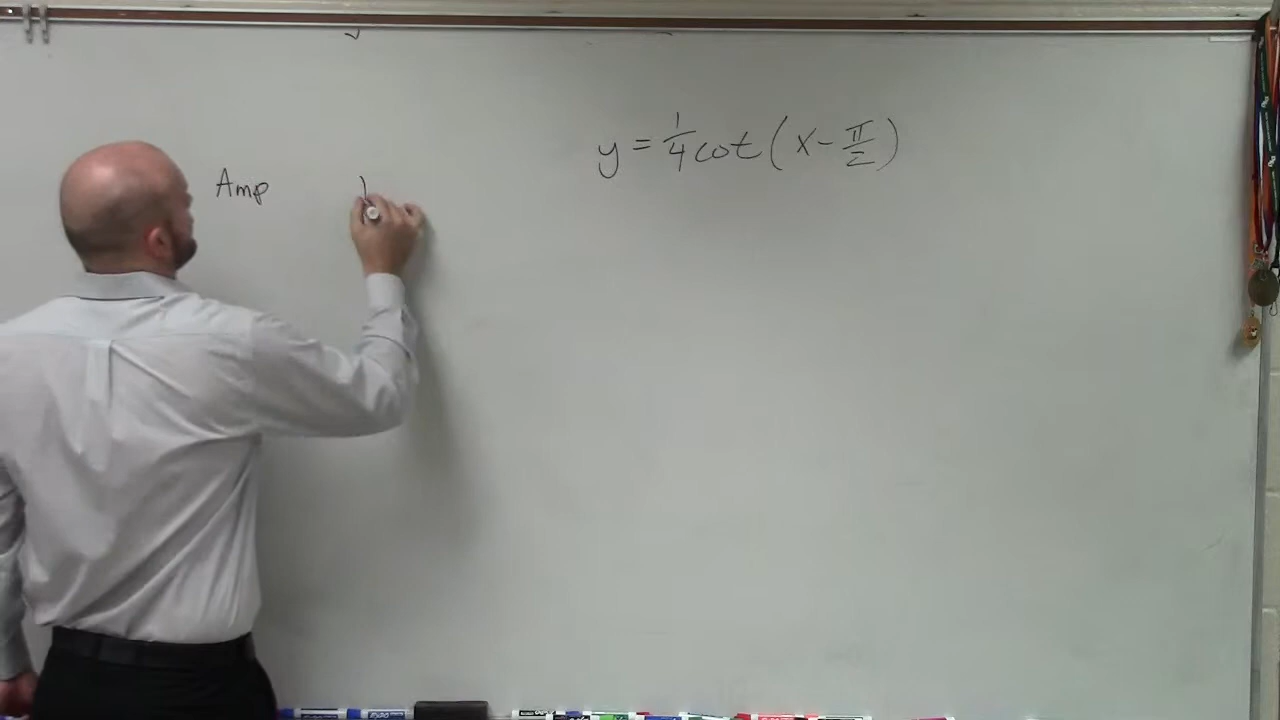 y = 1/4 cot(x - π/2)
Amp